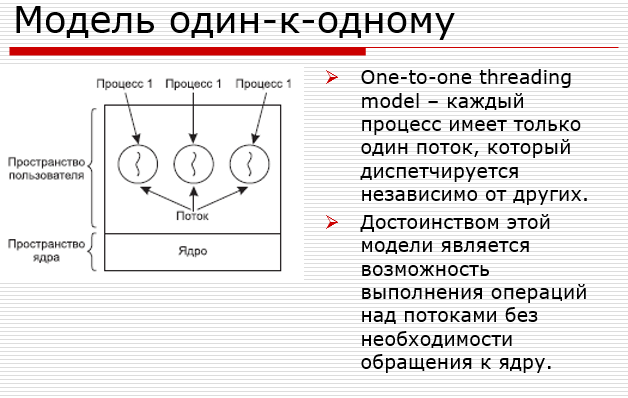 Модель один-к-одному
Процесс 1 Процесс 1 Процесс 1
Пространство
пользователя
Поток
Пространство
ядра
Ядро
One-to-one threading
model – каждый
процесс имеет только
один поток, который
диспетчируется
независимо от других.
Достоинством этой
модели является
возможность
выполнения операций
над потоками без
необходимости
обращения к ядру.